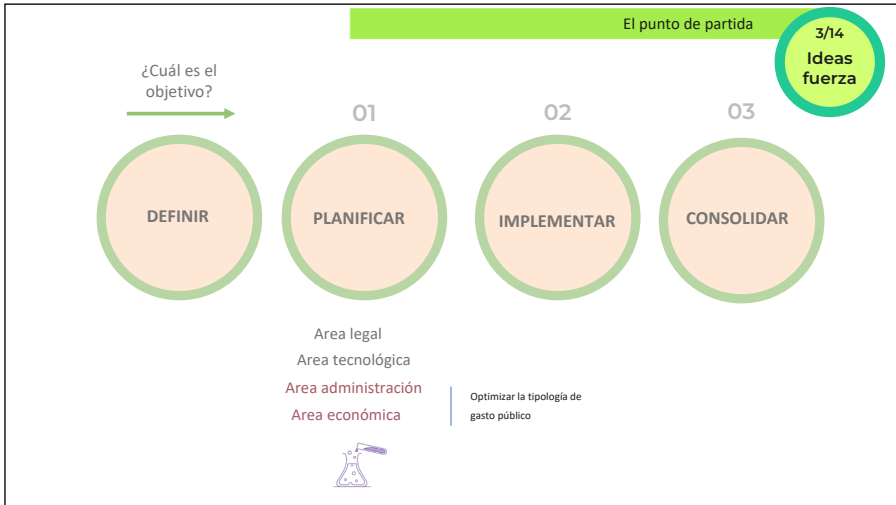 El punto de partida
3/14
Ideas
fuerza
¿Cuál es el
objetivo?
01
02
03
DEFINIR
PLANIFICAR
IMPLEMENTAR
CONSOLIDAR
Area legal
Area tecnológica
Area administración
Area económica
Optimizar la tipología de
gasto público